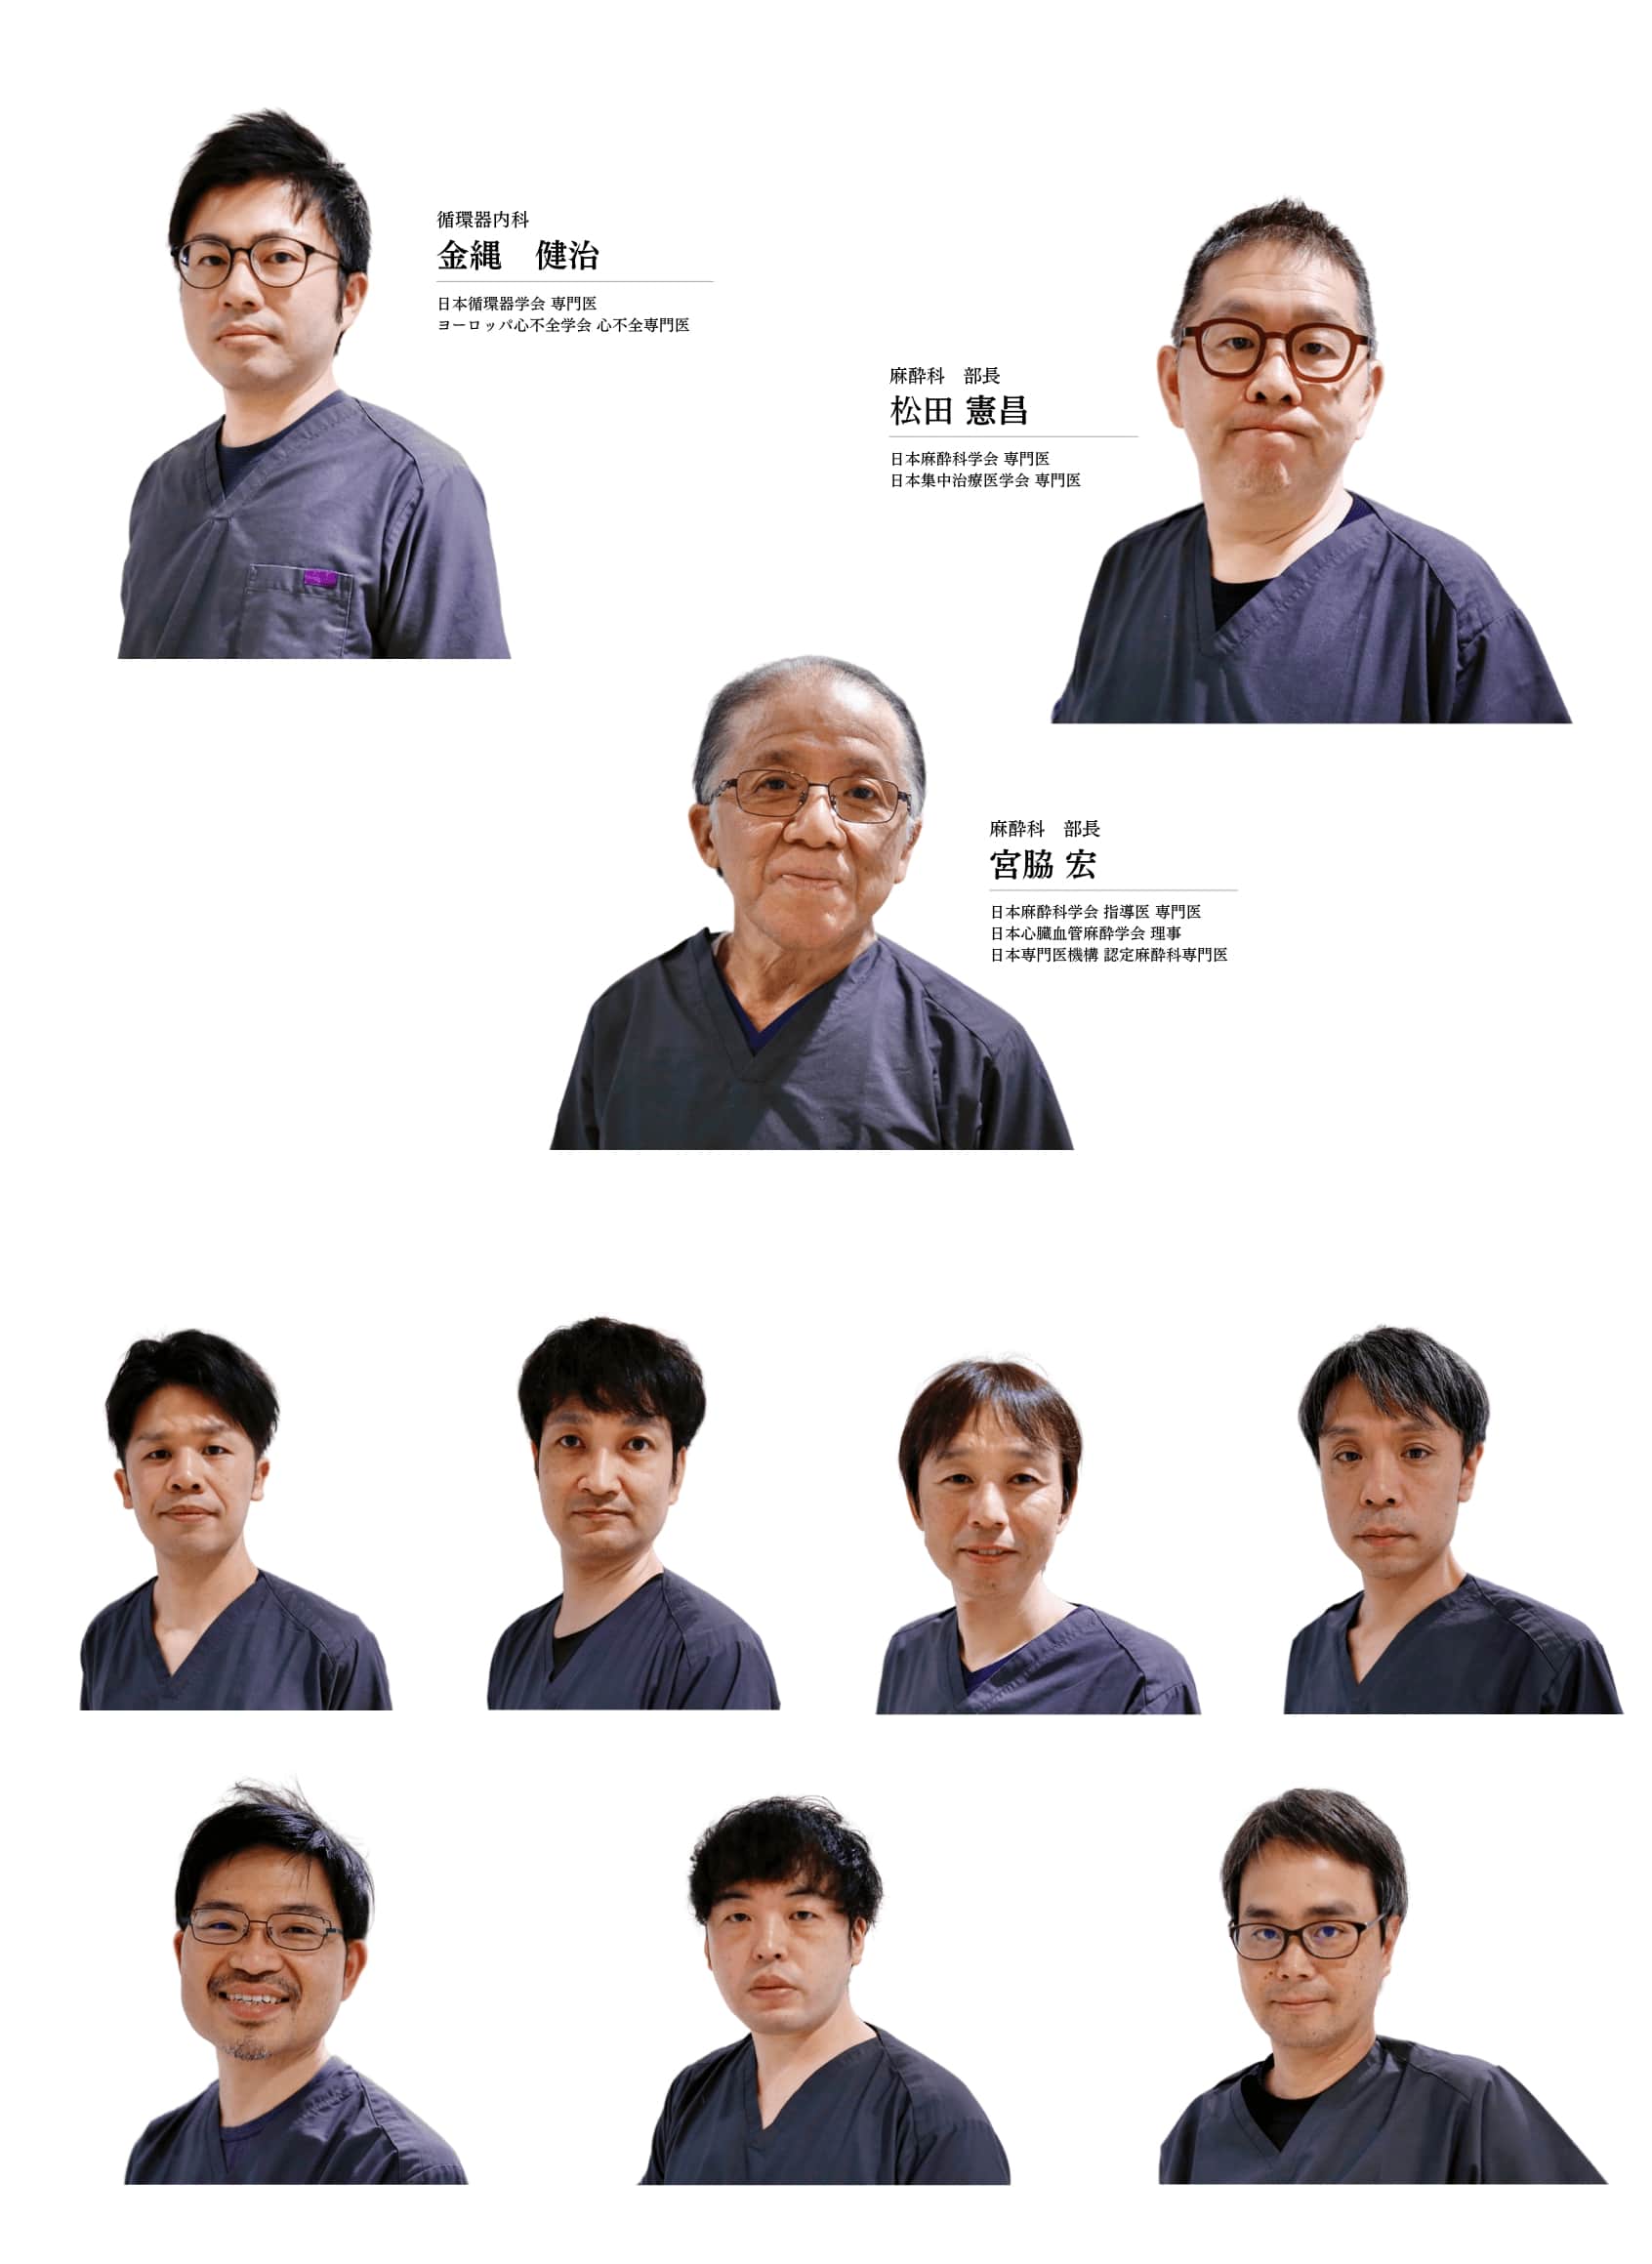 循環器内科
金縄　健治
日本循環器学会 専門医
ヨーロッパ心不全学会 心不全専門医
麻酔科　部長
松田 憲昌
日本麻酔科学会 専門医
日本集中治療医学会 専門医
麻酔科　部長
宮脇 宏
日本麻酔科学会 指導医 専門医
日本心臓血管麻酔学会 理事
日本専門医機構 認定麻酔科専門医